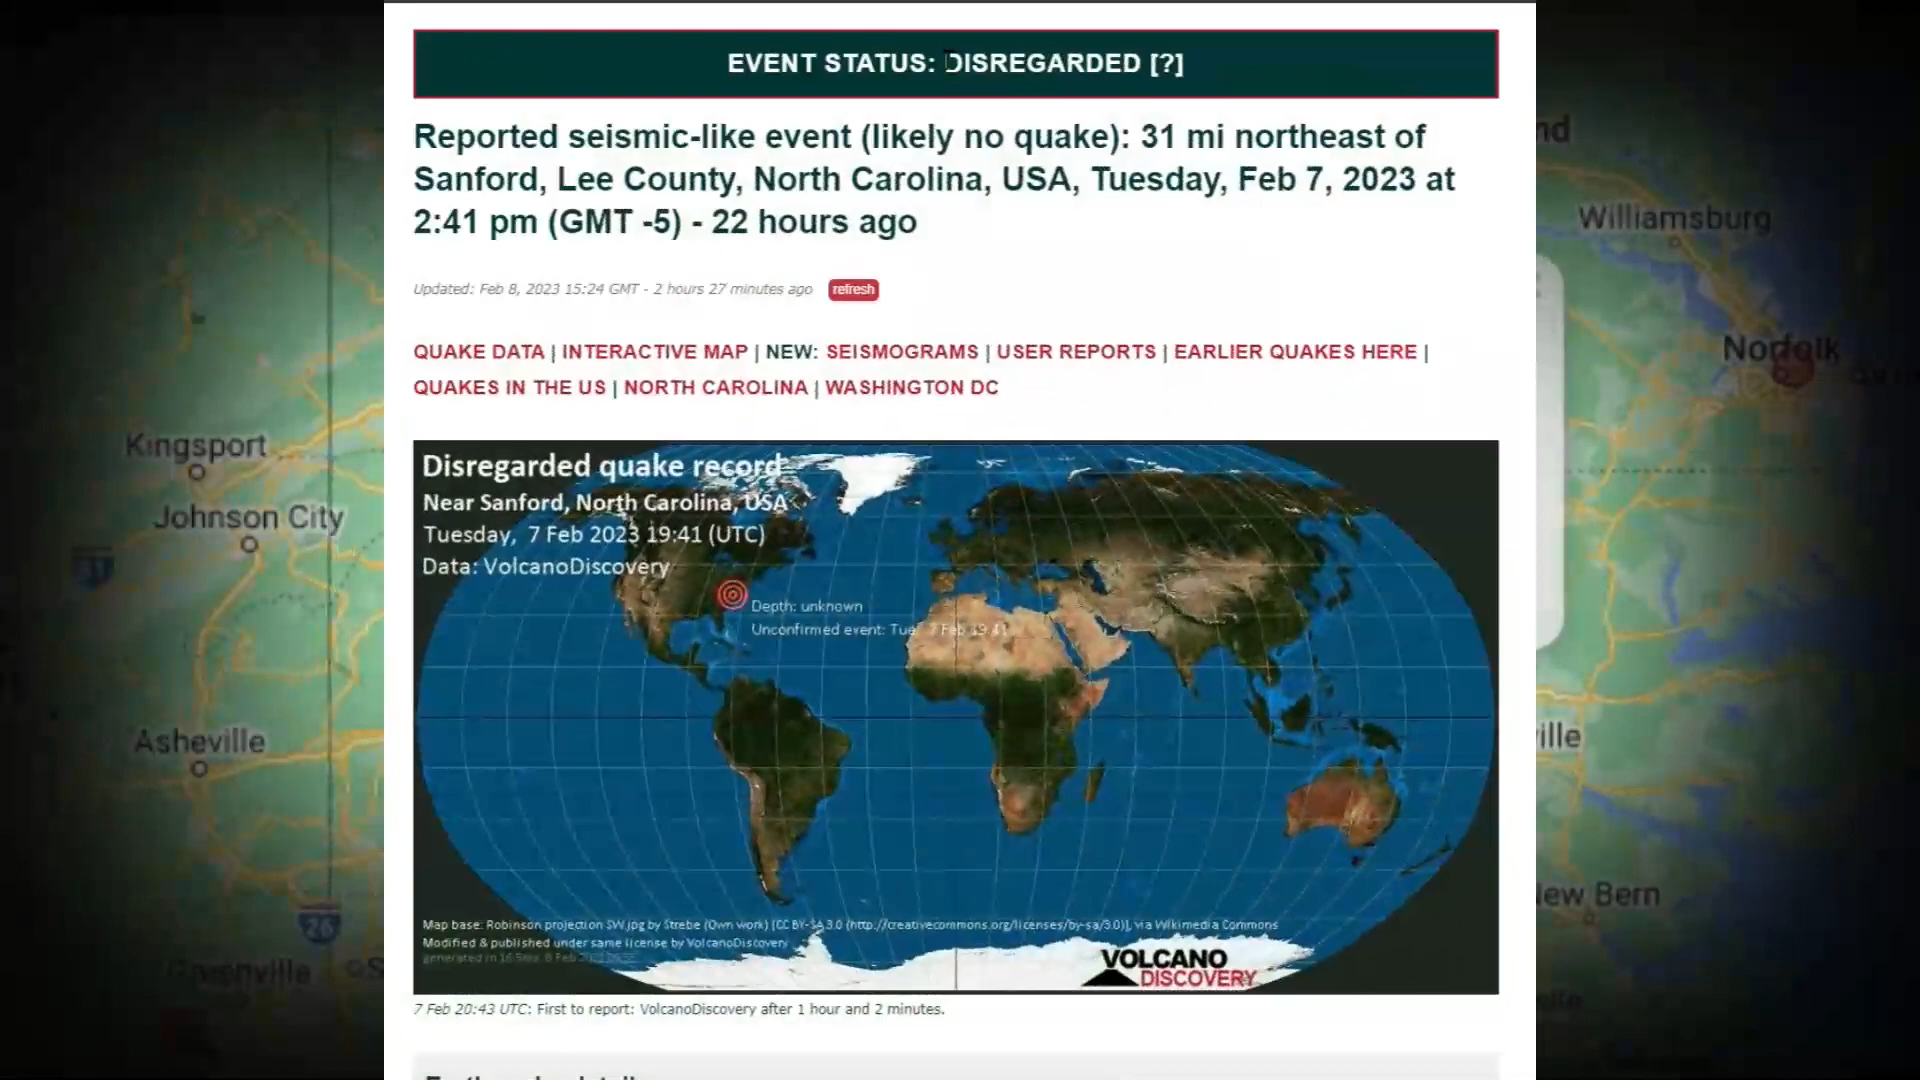 EVENT STATUS: DISREGARDED [?]
Reported seismic-like event (likely no quake): 31 mi northeast of
Sanford, Lee County, North Carolina, USA, Tuesday, Feb 7, 2023 at
2:41 pm (GMT -5) - 22 hours ago
Updated: Feb 8, 2023 15:24 GMT - 2 hours 27 minutes ago refresh
QUAKE DATA | INTERACTIVE MAP | NEW: SEISMOGRAMS | USER REPORTS | EARLIER QUAKES HERE |
QUAKES IN THE US | NORTH CAROLINA | WASHINGTON DC
Disregarded quake record
Near Sanford, North Carolina, USA
Tuesday, 7 Feb 2023 19:41 (UTC)
Data: VolcanoDiscovery
Depth: unknown
Unconfirmed event: Tue, 7 Feb 19:41
Map base: Robinson projection SW.jpg by Strebe (Own work) [CC BY-SA 3.0 (http://creativecommons.org/licenses/by-sa/3.0)], via Wikimedia Commons
Modified & published under same license by VolcanoDiscovery
VOLCANO
DISCOVERY
7 Feb 20:43 UTC: First to report: VolcanoDiscovery after 1 hour and 2 minutes.
Kingsport
Johnson City
Asheville
26
Williamsburg
Norfolk
ville
New Bern